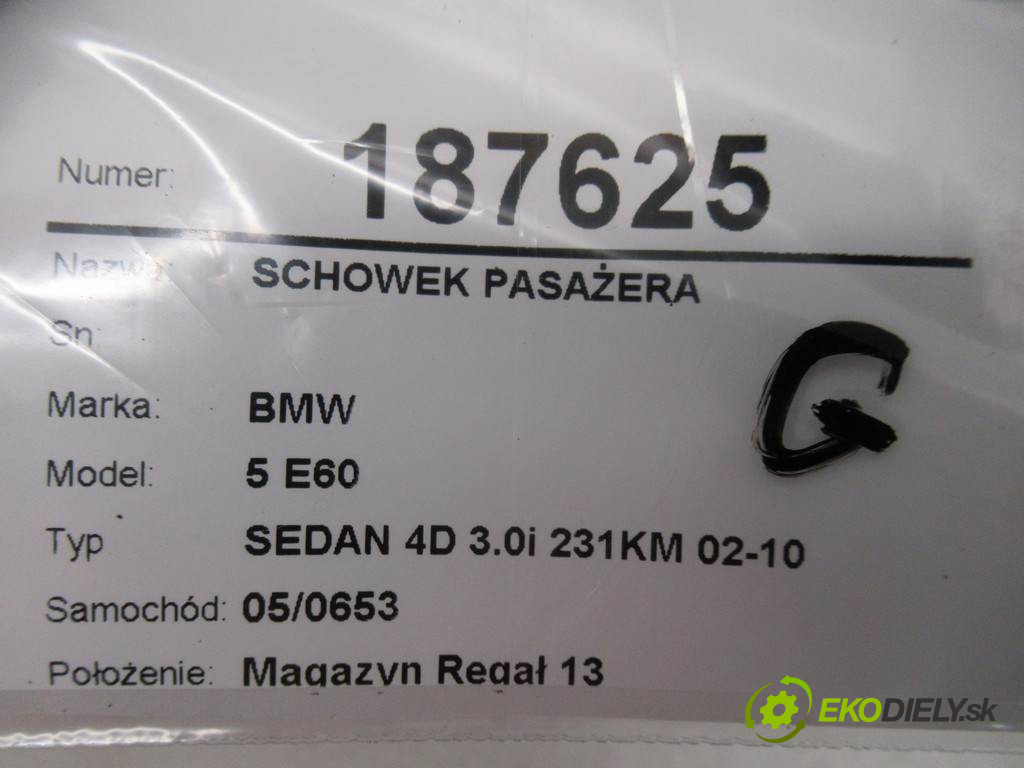 Numer: 187625
Nazwa: SCHOWEK PASAŻERA
Sn:
Marka: BMW
Model: 5 E60
Typ SEDAN 4D 3.0i 231KM 02-10
Samochód: 05/0653
Położenie: Magazyn Regał 13
G
EKODIELY.sk